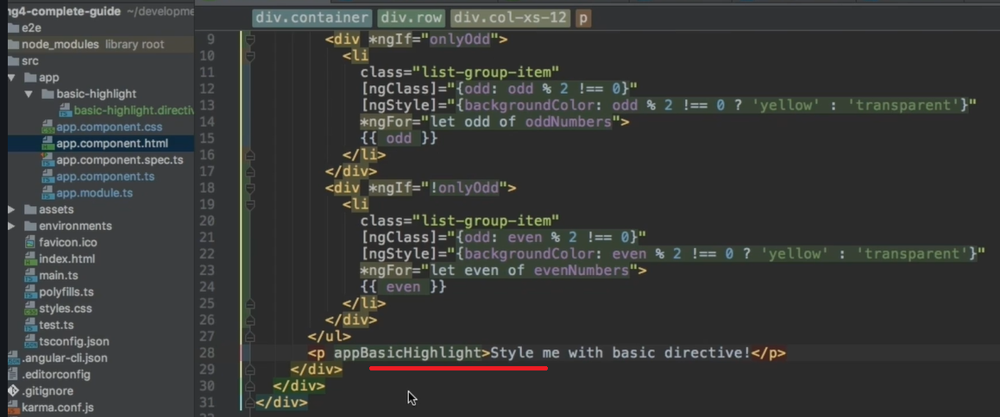 ng4-complete-guide ~/developme
e2e
node_modules library root
src
app
basic-highlight
basic-highlight.directiv
app.component.css
app.component.html
app.component.spec.ts
app.component.ts
app.module.ts
assets
environments
favicon.ico
index.html
main.ts
polyfills.ts
styles.css
test.ts
tsconfig.json
.angular-cli.json
.editorconfig
.gitignore
karma.conf.js
div.container div.row div.col-xs-12 p
9 <div *ngIf="onlyOdd">
10 <li
11 class="list-group-item"
12 [ngClass]="{odd: odd % 2 !== 0}"
13 [ngStyle]="{backgroundColor: odd % 2 !== 0 ? 'yellow' : 'transparent'}"
14 *ngFor="let odd of oddNumbers">
15 {{ odd }}
16 </li>
17 </div>
18 <div *ngIf="!onlyOdd">
19 <li
20 class="list-group-item"
21 [ngClass]="{odd: even % 2 !== 0}"
22 [ngStyle]="{backgroundColor: even % 2 !== 0 ? 'yellow' : 'transparent'}"
23 *ngFor="let even of evenNumbers">
24 {{ even }}
25 </li>
26 </div>
27 </ul>
28 <p appBasicHighlight>Style me with basic directive!</p>
29 </div>
30 </div>
31 </div>